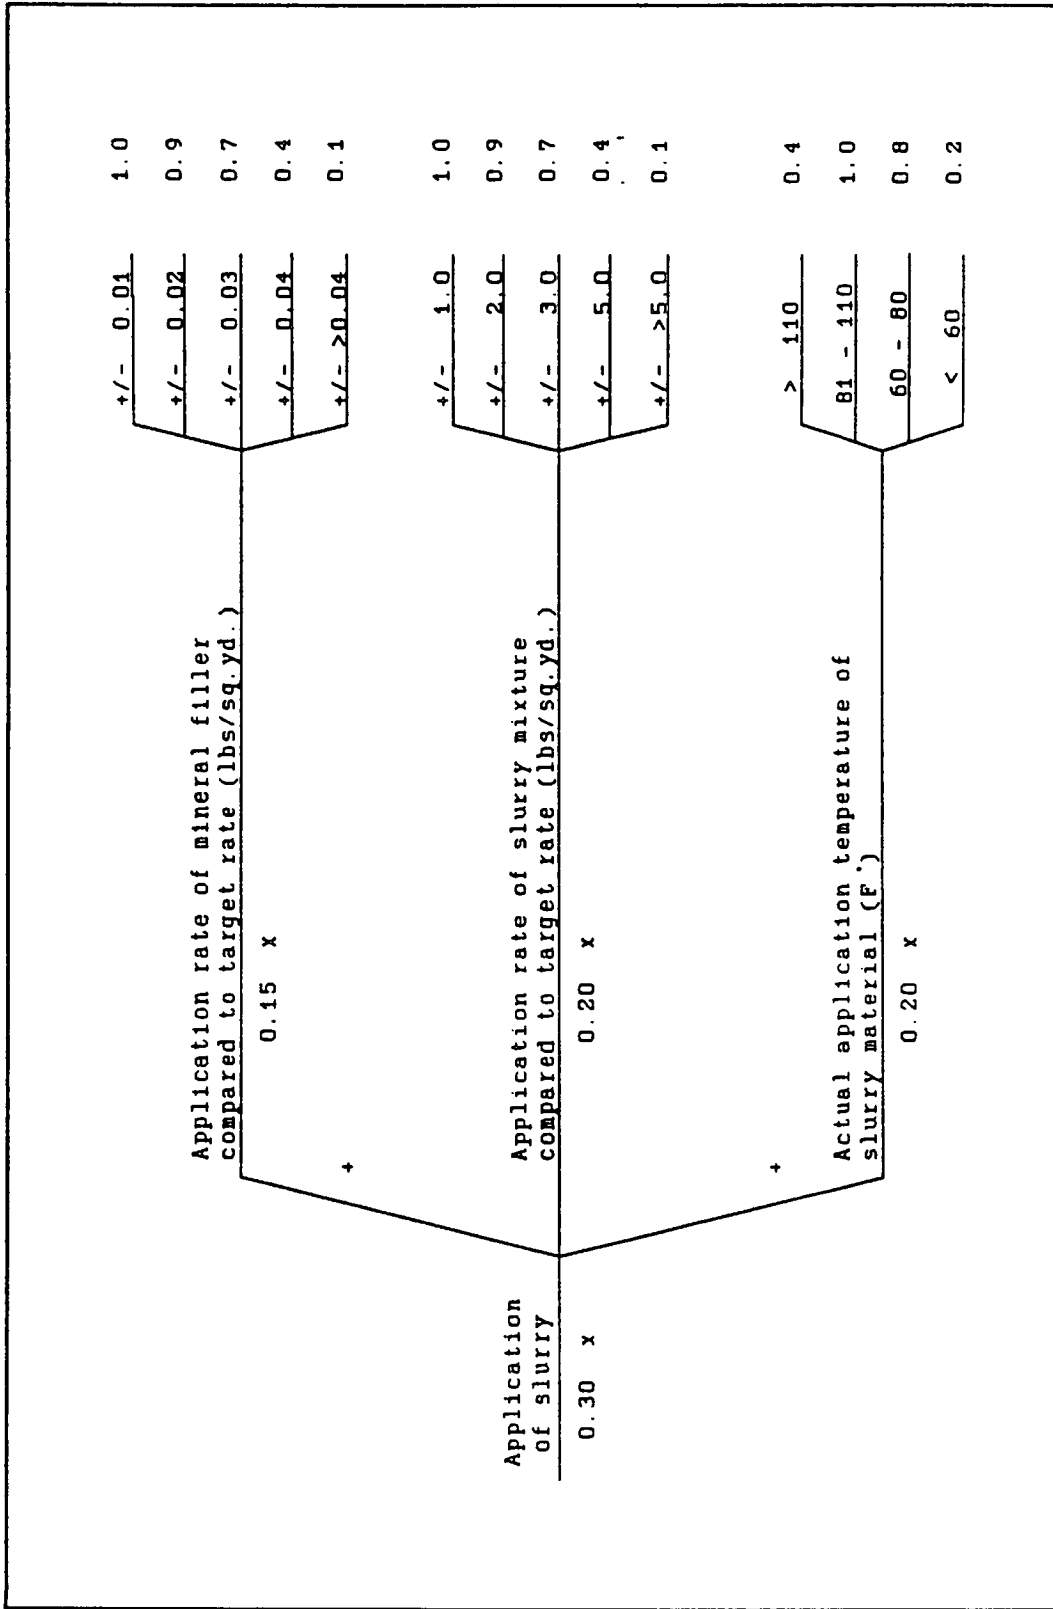 Application
of slurry
0.30 x
Application rate of mineral filler
compared to target rate (lbs/sq.yd.)
0.15 x
+/- 0.01 1.0
+/- 0.02 0.9
+/- 0.03 0.7
+/- 0.04 0.4
+/- >0.04 0.1
+
Application rate of slurry mixture
compared to target rate (lbs/sq.yd.)
0.20 x
+/- 1.0 1.0
+/- 2.0 0.9
+/- 3.0 0.7
+/- 5.0 0.4
+/- >5.0 0.1
+
Actual application temperature of
slurry material (F°)
0.20 x
> 110 0.4
81 - 110 1.0
60 - 80 0.8
< 60 0.2